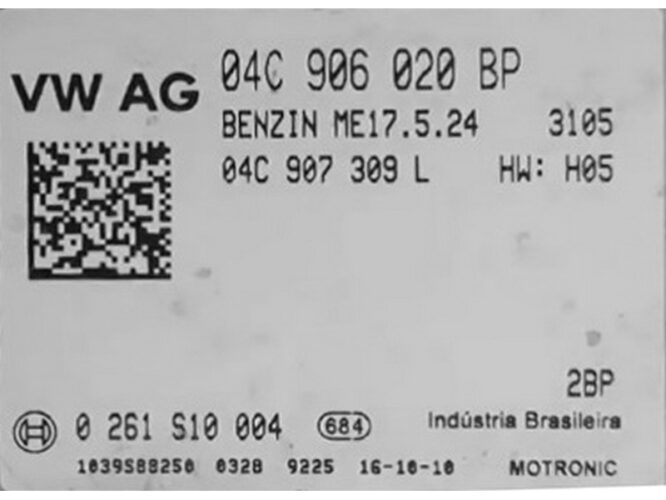 VW AG
04C 906 020 BP
BENZIN ME17.5.24 3105
04C 907 309 L HW: H05
2BP
0 261 S10 004 684 Indústria Brasileira
1039S88250 0328 9225 16-10-10 MOTRONIC